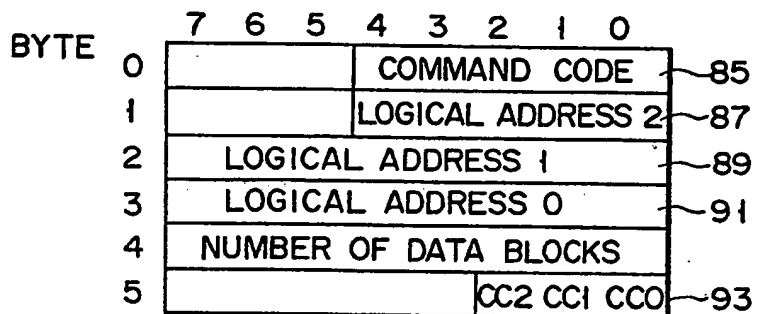 7 6 5 4 3 2 1 0
BYTE
0 COMMAND CODE 85
1 LOGICAL ADDRESS 2 87
2 LOGICAL ADDRESS 1 89
3 LOGICAL ADDRESS 0 91
4 NUMBER OF DATA BLOCKS
5 CC2 CC1 CC0 93